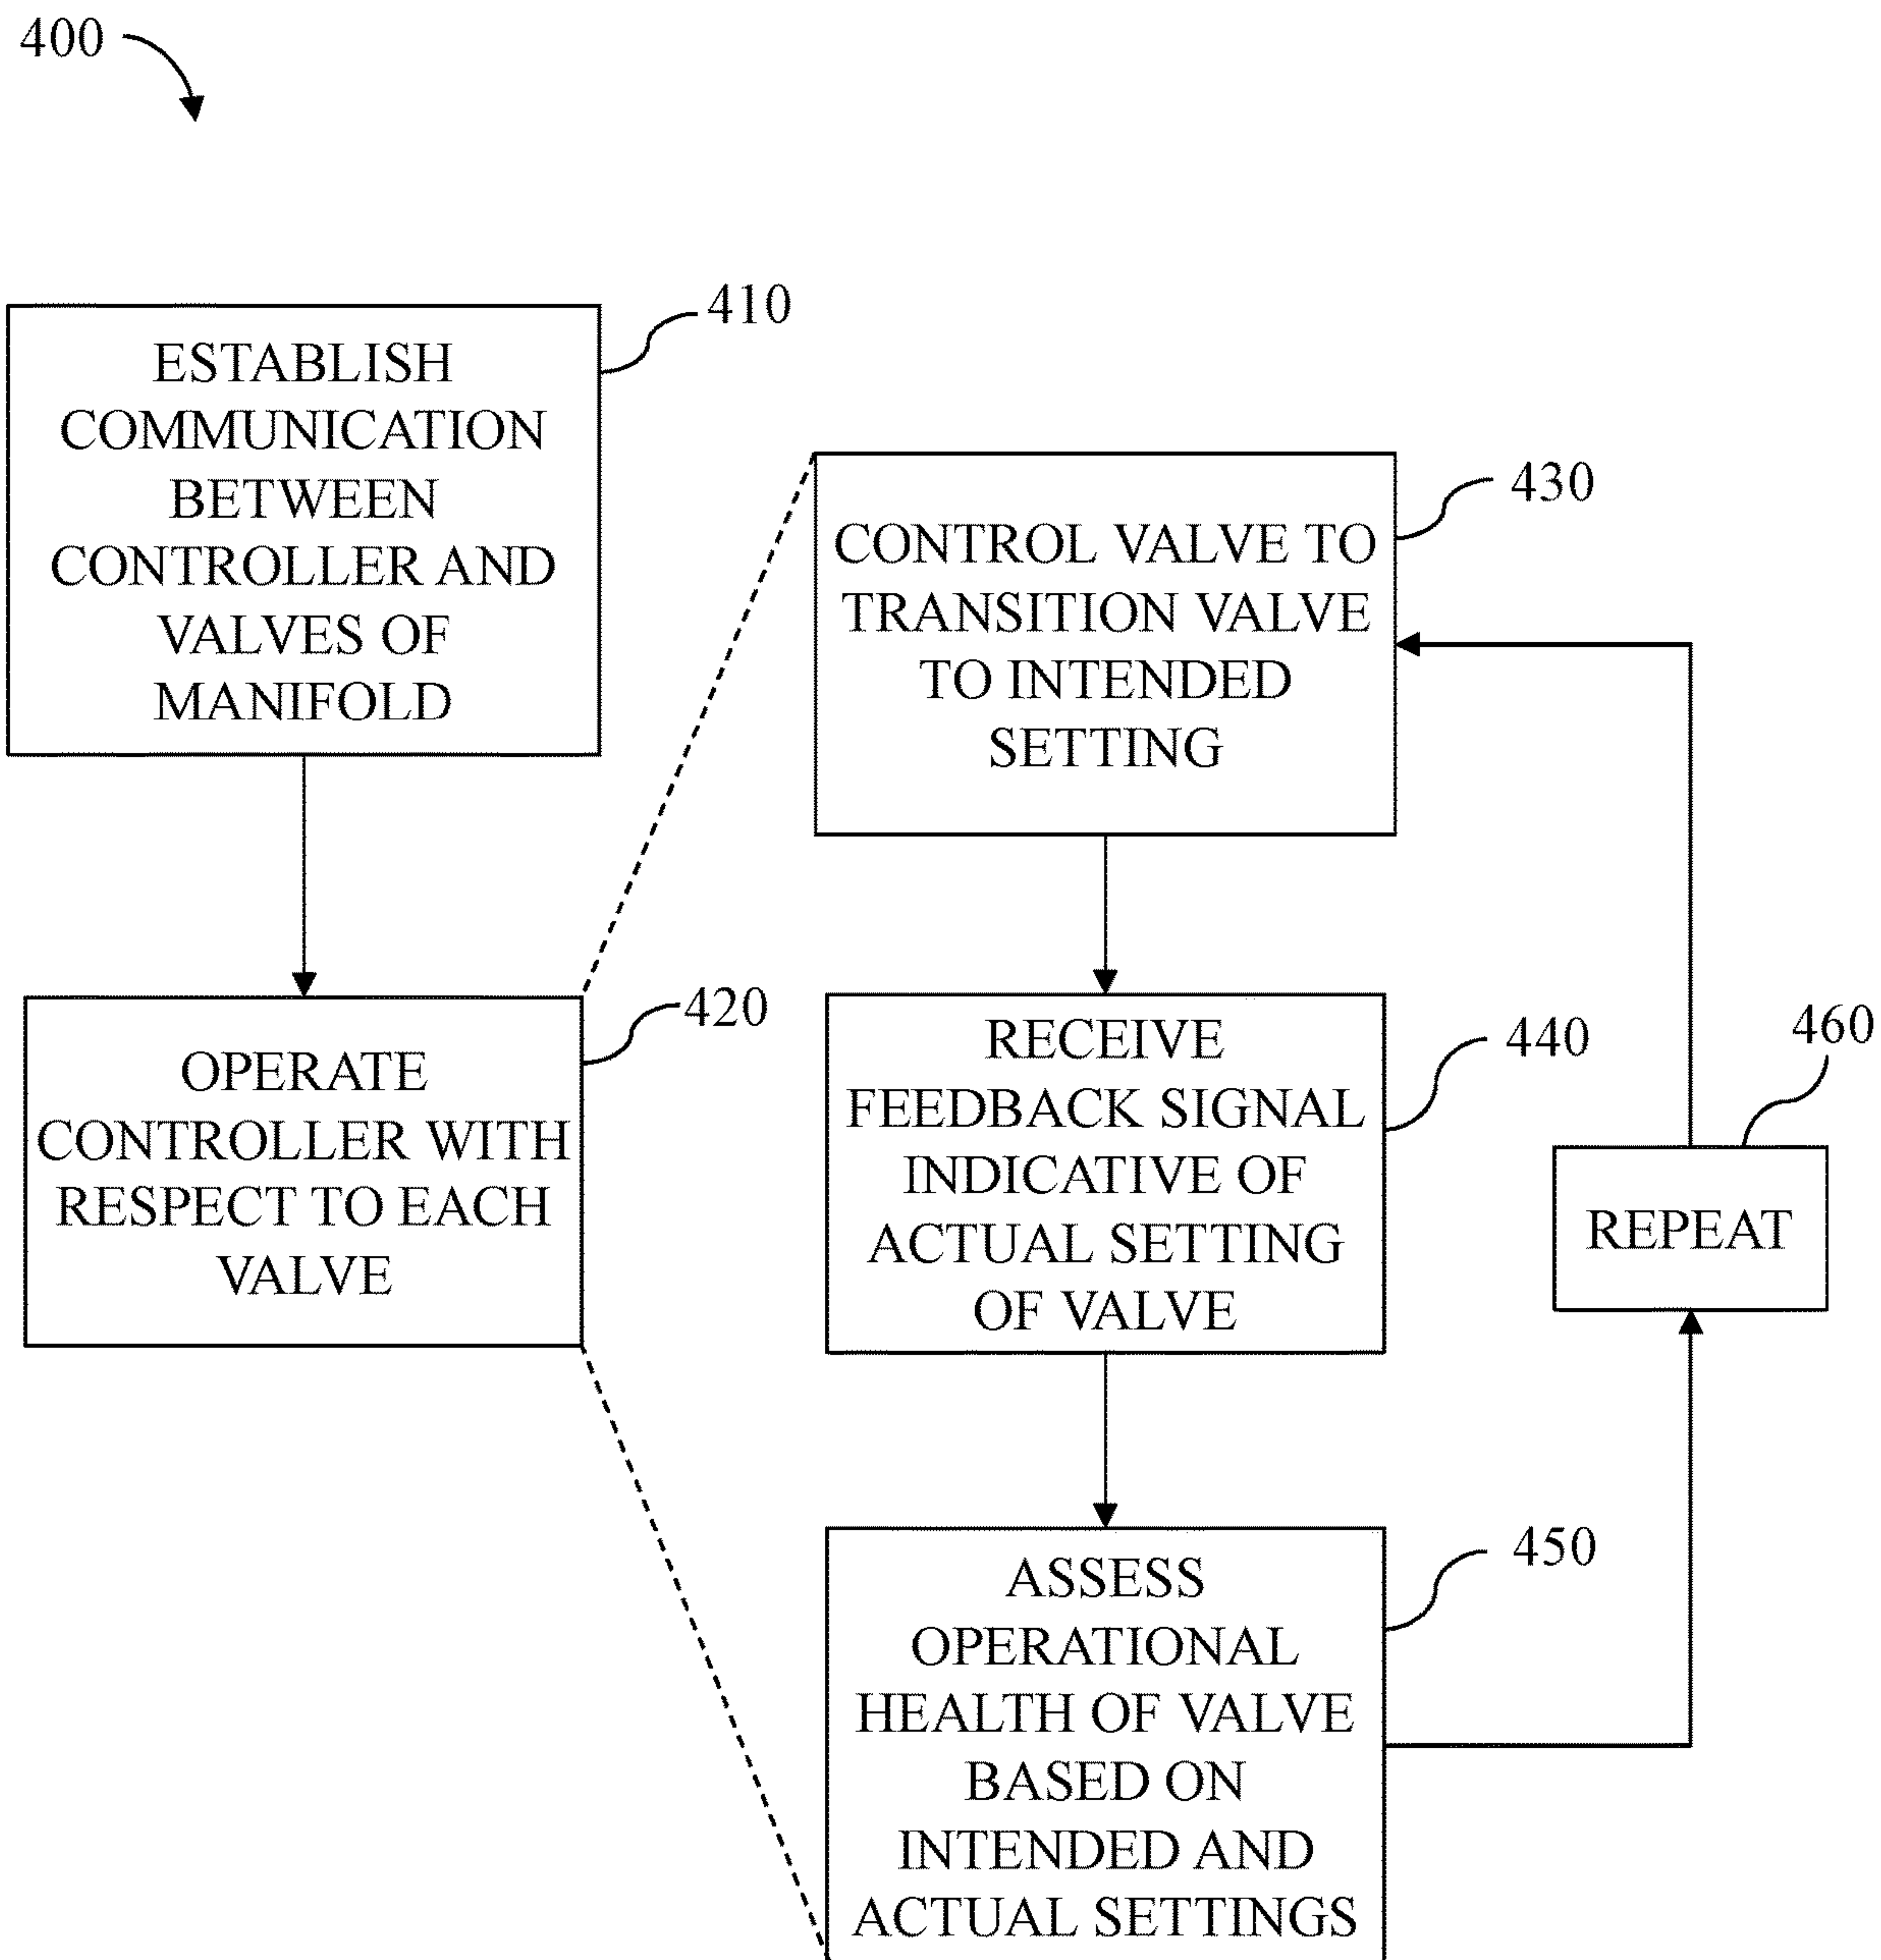 400
410
ESTABLISH
COMMUNICATION
BETWEEN
CONTROLLER AND
VALVES OF
MANIFOLD
420
OPERATE
CONTROLLER WITH
RESPECT TO EACH
VALVE
430
CONTROL VALVE TO
TRANSITION VALVE
TO INTENDED
SETTING
440
RECEIVE
FEEDBACK SIGNAL
INDICATIVE OF
ACTUAL SETTING
OF VALVE
450
ASSESS
OPERATIONAL
HEALTH OF VALVE
BASED ON
INTENDED AND
ACTUAL SETTINGS
460
REPEAT